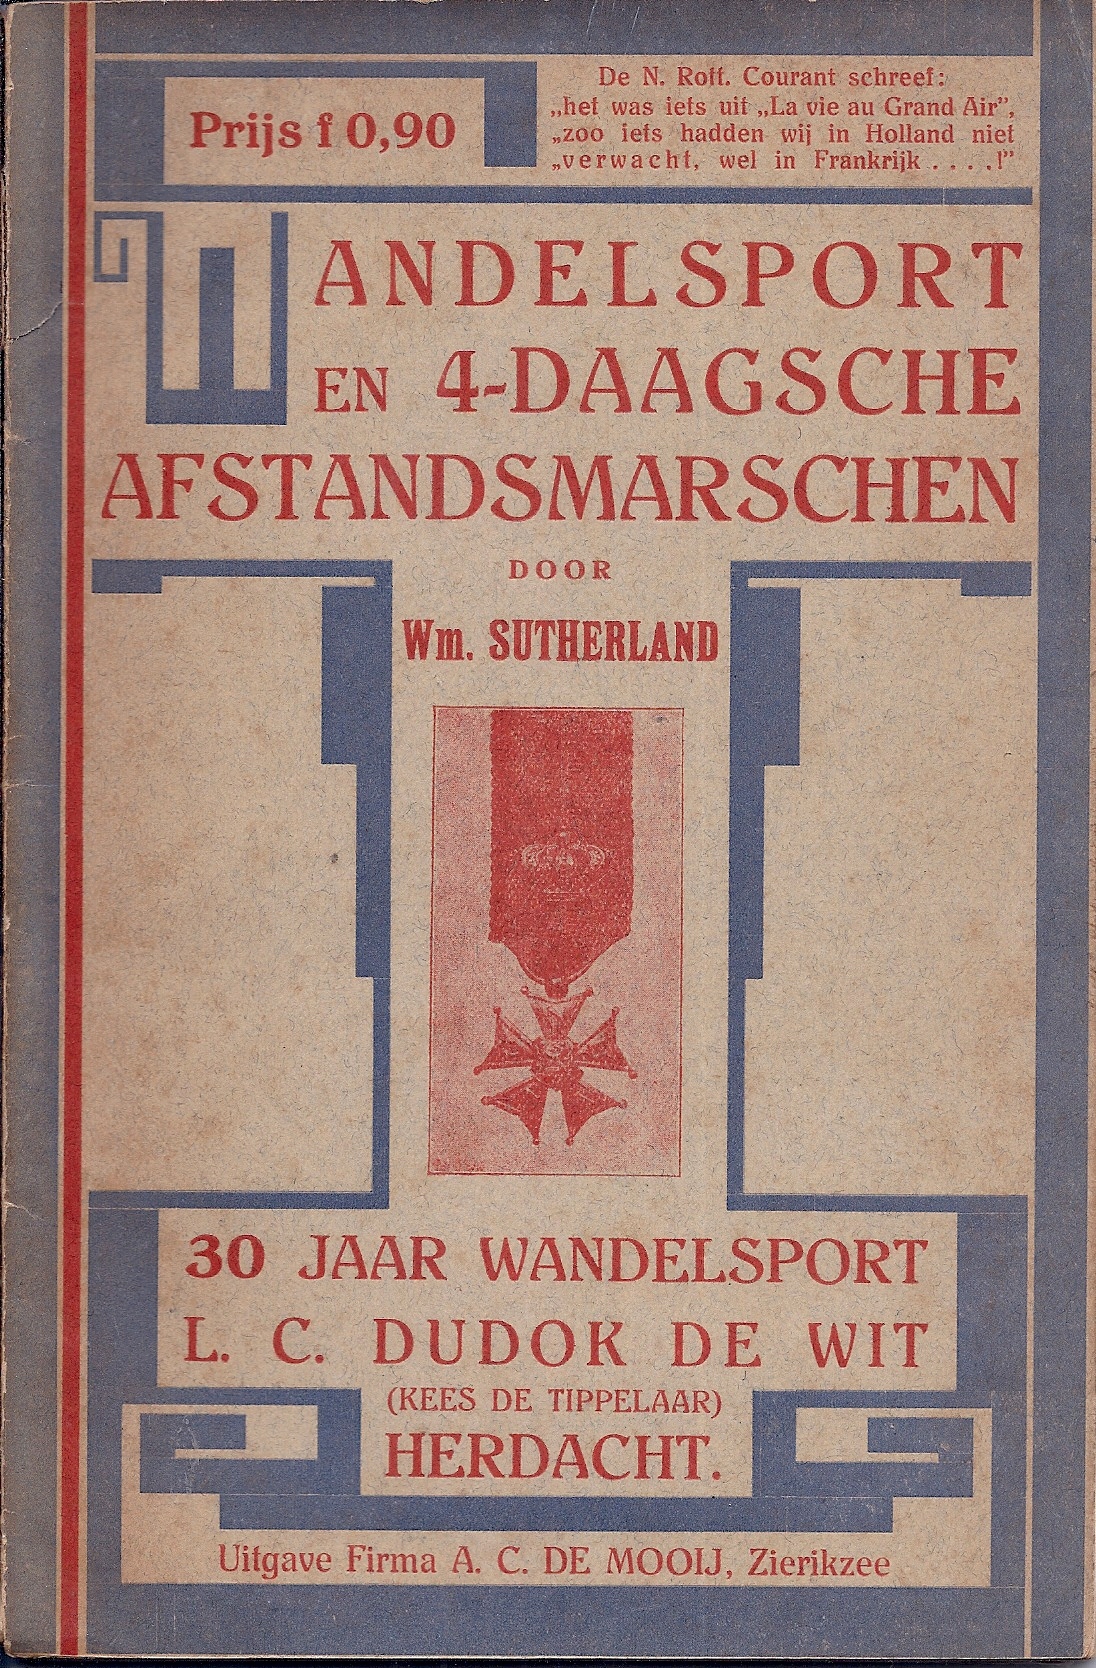 Prijs f 0,90
De N. Rott. Courant schreef:
„het was iets uit „La vie au Grand Air”,
„zoo iets hadden wij in Holland niet
„verwacht, wel in Frankrijk . . . .!”
WANDELSPORT
EN 4-DAAGSCHE
AFSTANDSMARSCHEN
DOOR
Wm. SUTHERLAND
30 JAAR WANDELSPORT
L. C. DUDOK DE WIT
(KEES DE TIPPELAAR)
HERDACHT.
Uitgave Firma A. C. DE MOOIJ, Zierikzee